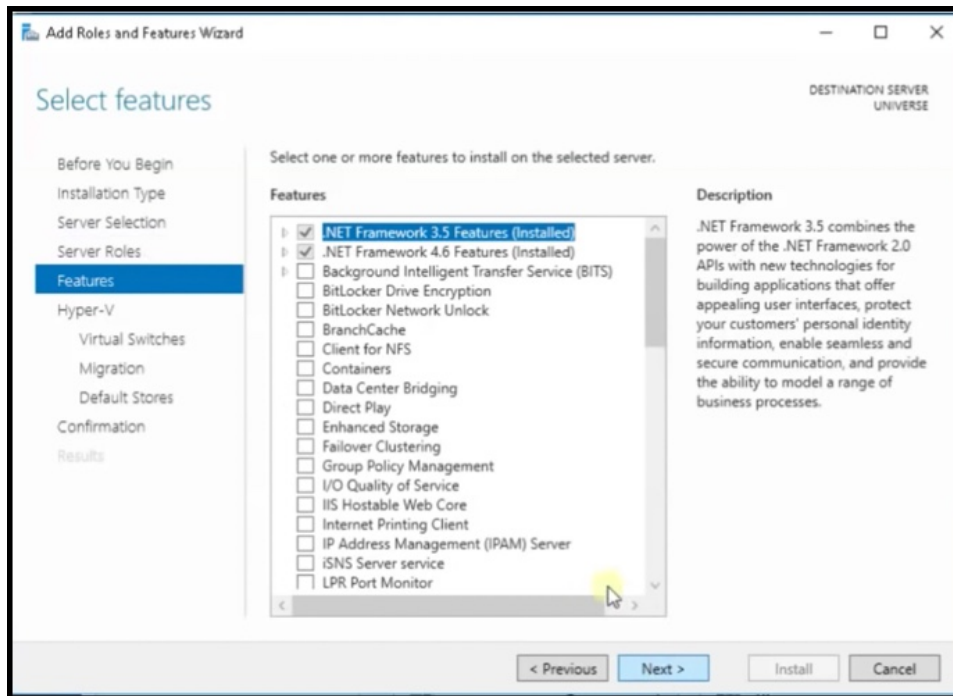 Add Roles and Features Wizard
Select features
DESTINATION SERVER
UNIVERSE
Before You Begin
Installation Type
Server Selection
Server Roles
Features
Hyper-V
Virtual Switches
Migration
Default Stores
Confirmation
Results
Select one or more features to install on the selected server.
Features
.NET Framework 3.5 Features (Installed)
.NET Framework 4.6 Features (Installed)
Background Intelligent Transfer Service (BITS)
BitLocker Drive Encryption
BitLocker Network Unlock
BranchCache
Client for NFS
Containers
Data Center Bridging
Direct Play
Enhanced Storage
Failover Clustering
Group Policy Management
I/O Quality of Service
IIS Hostable Web Core
Internet Printing Client
IP Address Management (IPAM) Server
iSNS Server service
LPR Port Monitor
Description
.NET Framework 3.5 combines the
power of the .NET Framework 2.0
APIs with new technologies for
building applications that offer
appealing user interfaces, protect
your customers' personal identity
information, enable seamless and
secure communication, and provide
the ability to model a range of
business processes.
< Previous
Next >
Install
Cancel